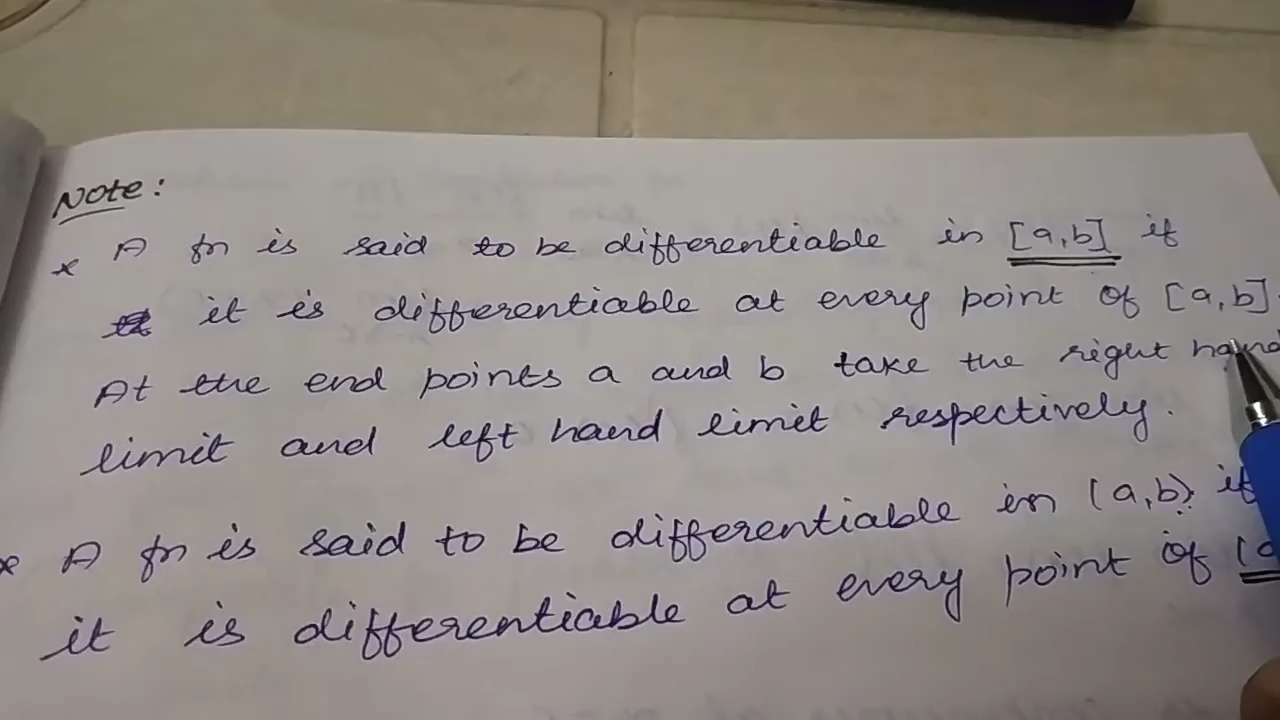 Note:
* A fn is said to be differentiable in [a,b] if
it is differentiable at every point of [a,b].
At the end points a and b take the right hand
limit and left hand limit respectively.
* A fn is said to be differentiable in (a,b) if
it is differentiable at every point of (a